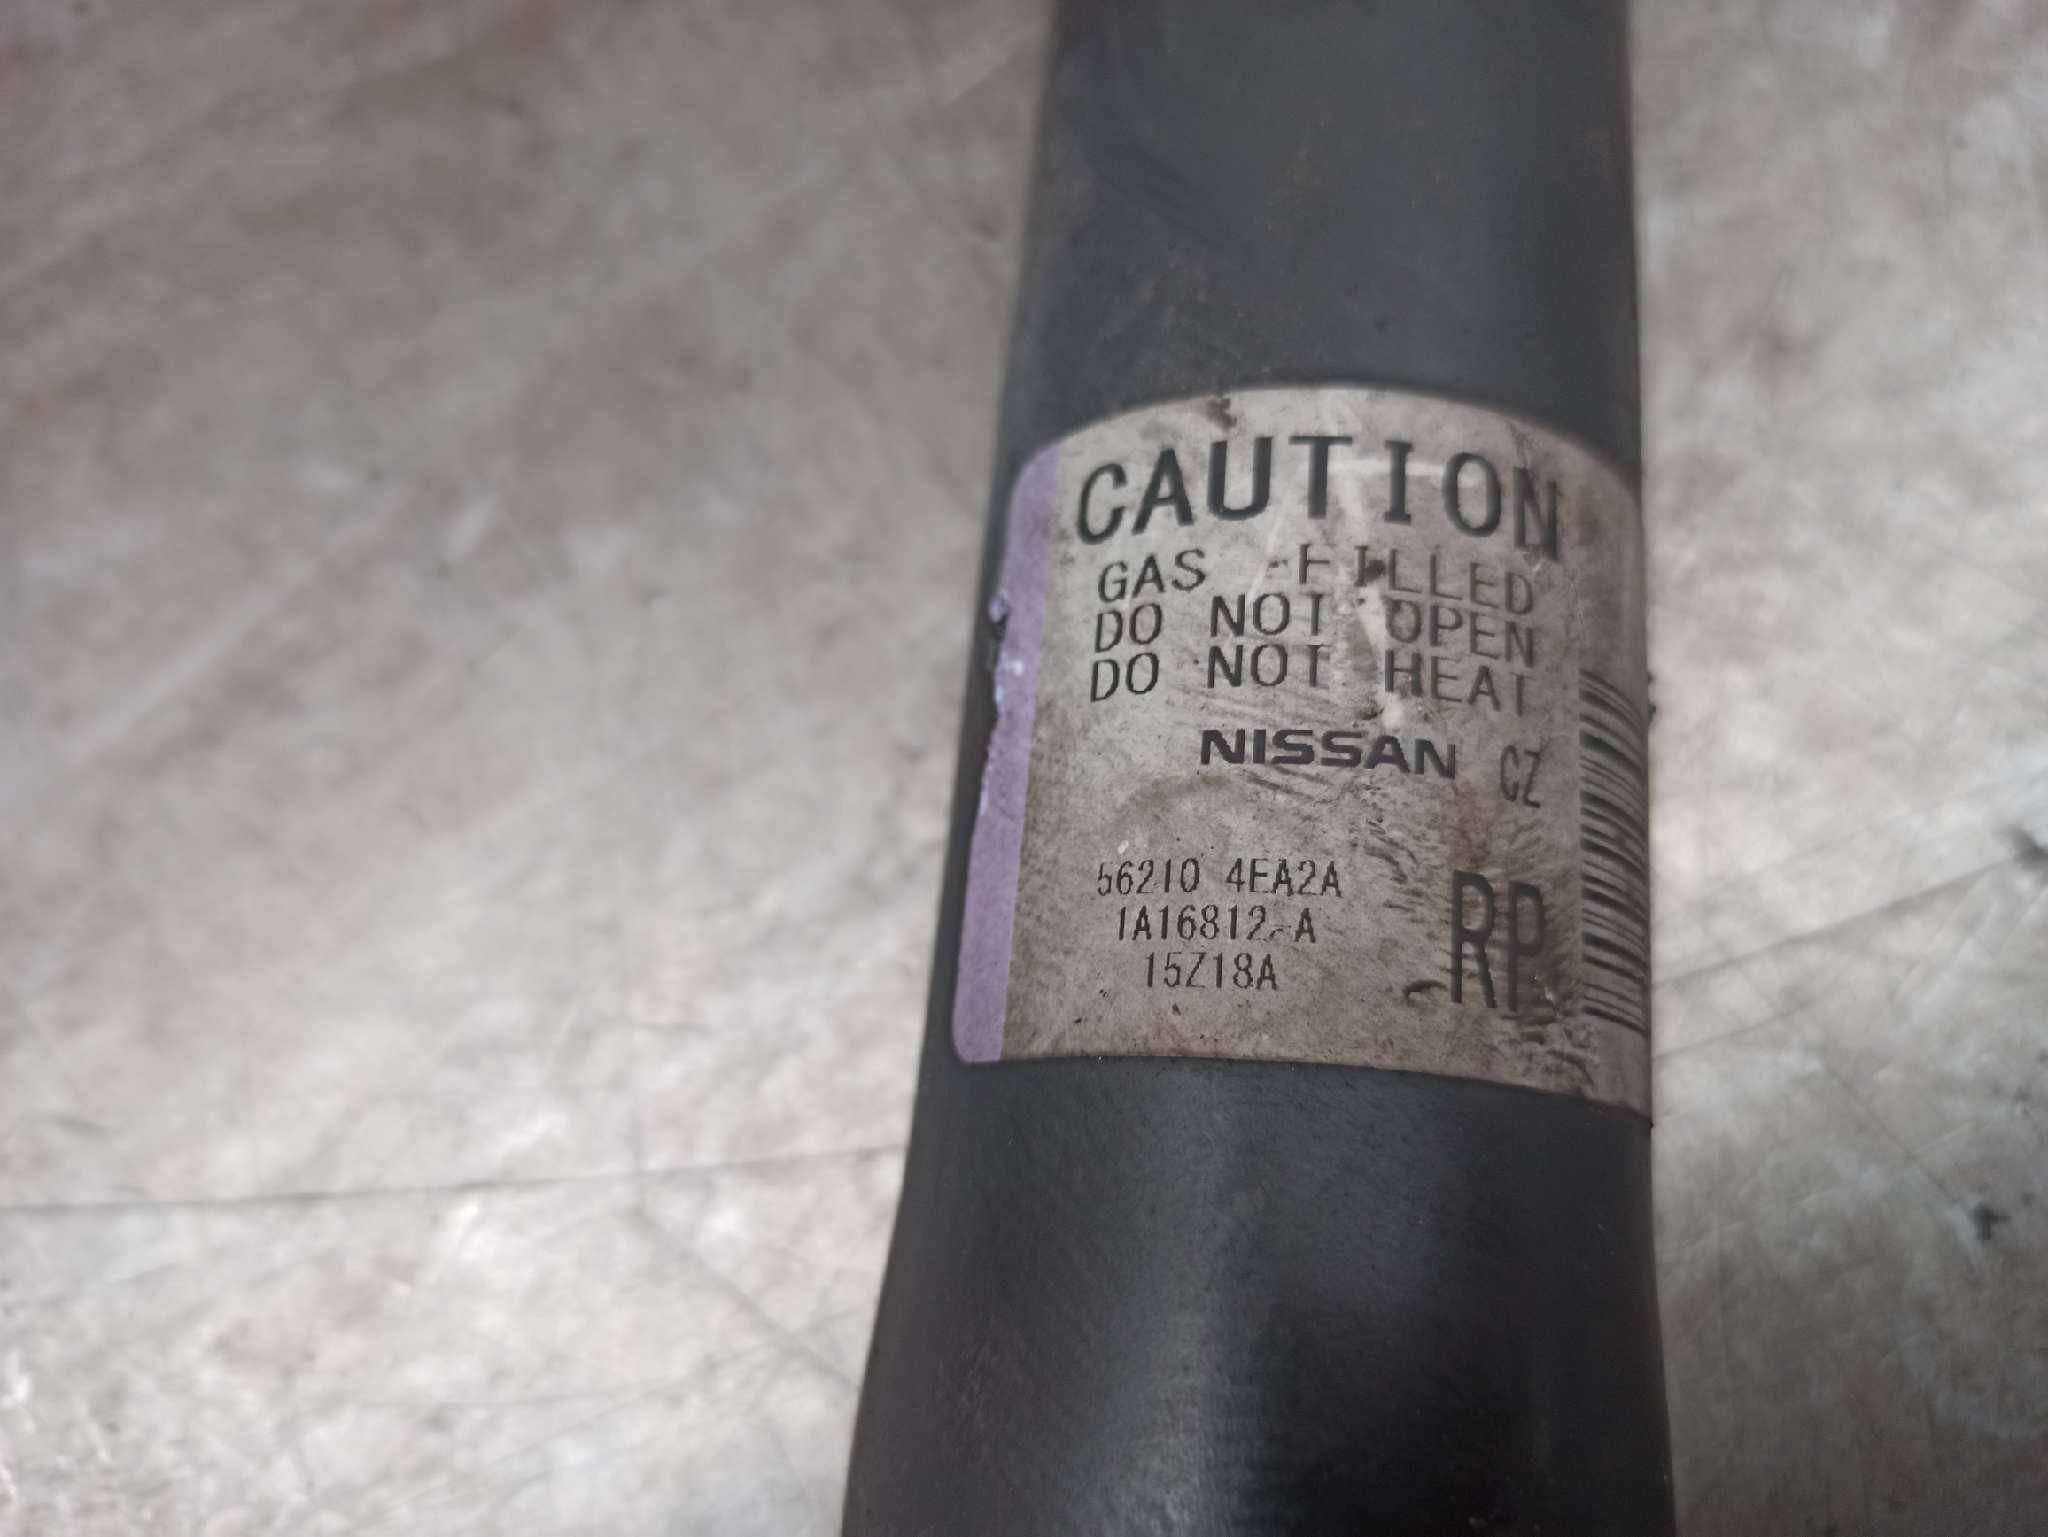 CAUTION
GAS -FILLED
DO NOT OPEN
DO NOT HEAT
NISSAN CZ
56210 4EA2A
1A16812-A
15Z18A
RP